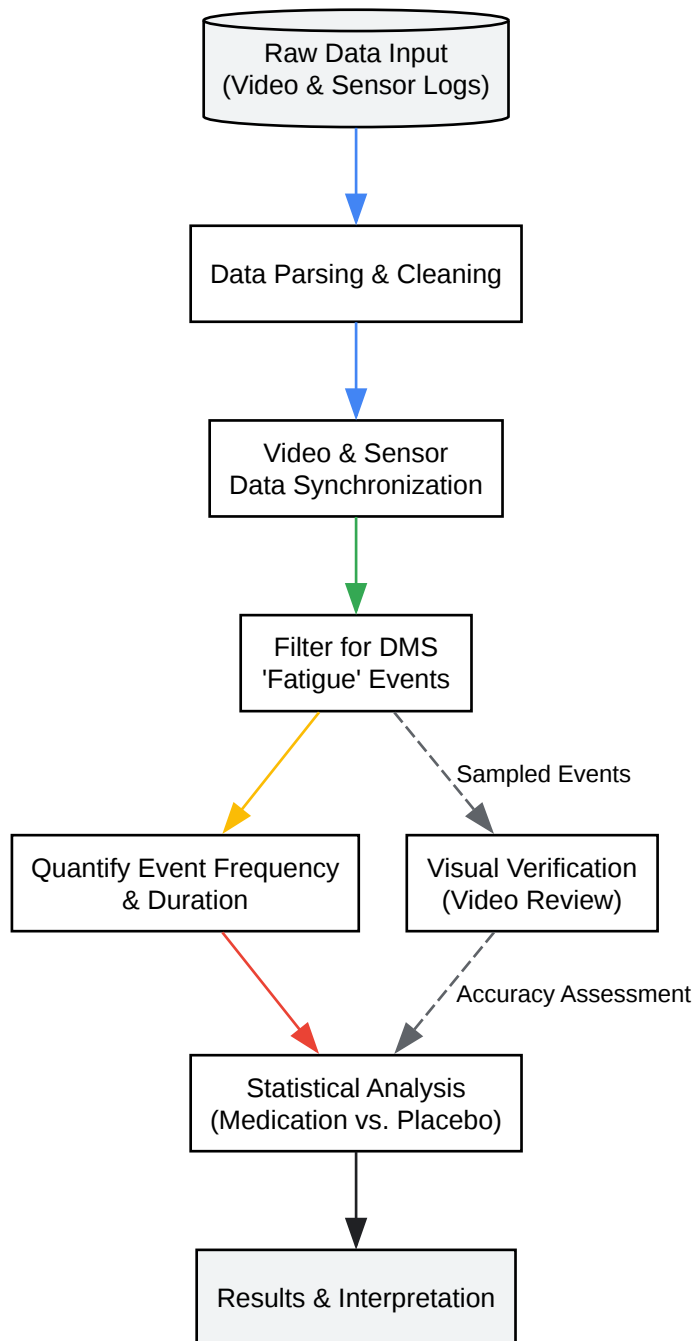 Raw Data Input
(Video & Sensor Logs)
Data Parsing & Cleaning
Video & Sensor
Data Synchronization
Filter for DMS
'Fatigue' Events
Sampled Events
Quantify Event Frequency
& Duration
Visual Verification
(Video Review)
Accuracy Assessment
Statistical Analysis
(Medication vs. Placebo)
Results & Interpretation